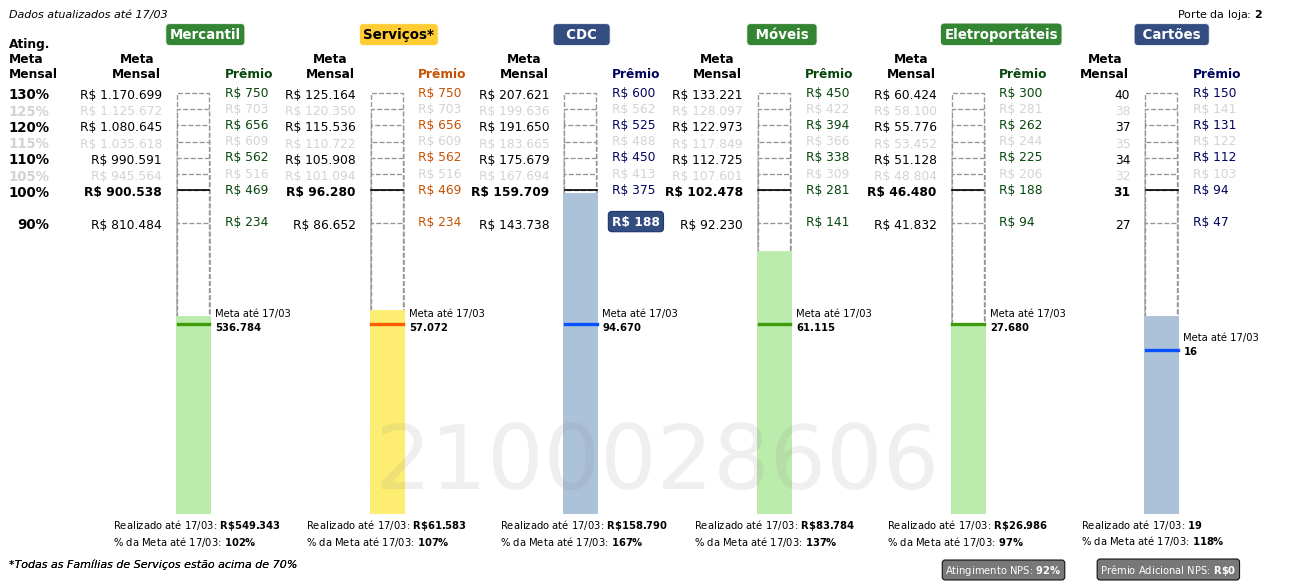 Dados atualizados até 17/03
Porte da loja: 2
Mercantil Serviços* CDC Móveis Eletroportáteis Cartões
Ating. Meta Mensal
Meta Mensal Prêmio Meta Mensal Prêmio Meta Mensal Prêmio Meta Mensal Prêmio Meta Mensal Prêmio Meta Mensal Prêmio
130% R$ 1.170.699 R$ 750 R$ 125.164 R$ 750 R$ 207.621 R$ 600 R$ 133.221 R$ 450 R$ 60.424 R$ 300 40 R$ 150
125% R$ 1.125.672 R$ 703 R$ 120.350 R$ 703 R$ 199.636 R$ 562 R$ 128.097 R$ 422 R$ 58.100 R$ 281 38 R$ 141
120% R$ 1.080.645 R$ 656 R$ 115.536 R$ 656 R$ 191.650 R$ 525 R$ 122.973 R$ 394 R$ 55.776 R$ 262 37 R$ 131
115% R$ 1.035.618 R$ 609 R$ 110.722 R$ 609 R$ 183.665 R$ 488 R$ 117.849 R$ 366 R$ 53.452 R$ 244 35 R$ 122
110% R$ 990.591 R$ 562 R$ 105.908 R$ 562 R$ 175.679 R$ 450 R$ 112.725 R$ 338 R$ 51.128 R$ 225 34 R$ 112
105% R$ 945.564 R$ 516 R$ 101.094 R$ 516 R$ 167.694 R$ 413 R$ 107.601 R$ 309 R$ 48.804 R$ 206 32 R$ 103
100% R$ 900.538 R$ 469 R$ 96.280 R$ 469 R$ 159.709 R$ 375 R$ 102.478 R$ 281 R$ 46.480 R$ 188 31 R$ 94
90% R$ 810.484 R$ 234 R$ 86.652 R$ 234 R$ 143.738 R$ 188 R$ 92.230 R$ 141 R$ 41.832 R$ 94 27 R$ 47
Meta até 17/03 Meta até 17/03 Meta até 17/03 Meta até 17/03 Meta até 17/03
536.784 57.072 94.670 61.115 27.680
Meta até 17/03
16
2100028606
Realizado até 17/03: R$549.343 Realizado até 17/03: R$61.583 Realizado até 17/03: R$158.790 Realizado até 17/03: R$83.784 Realizado até 17/03: R$26.986 Realizado até 17/03: 19
% da Meta até 17/03: 102% % da Meta até 17/03: 107% % da Meta até 17/03: 167% % da Meta até 17/03: 137% % da Meta até 17/03: 97% % da Meta até 17/03: 118%
*Todas as Famílias de Serviços estão acima de 70%
Atingimento NPS: 92% Prêmio Adicional NPS: R$0